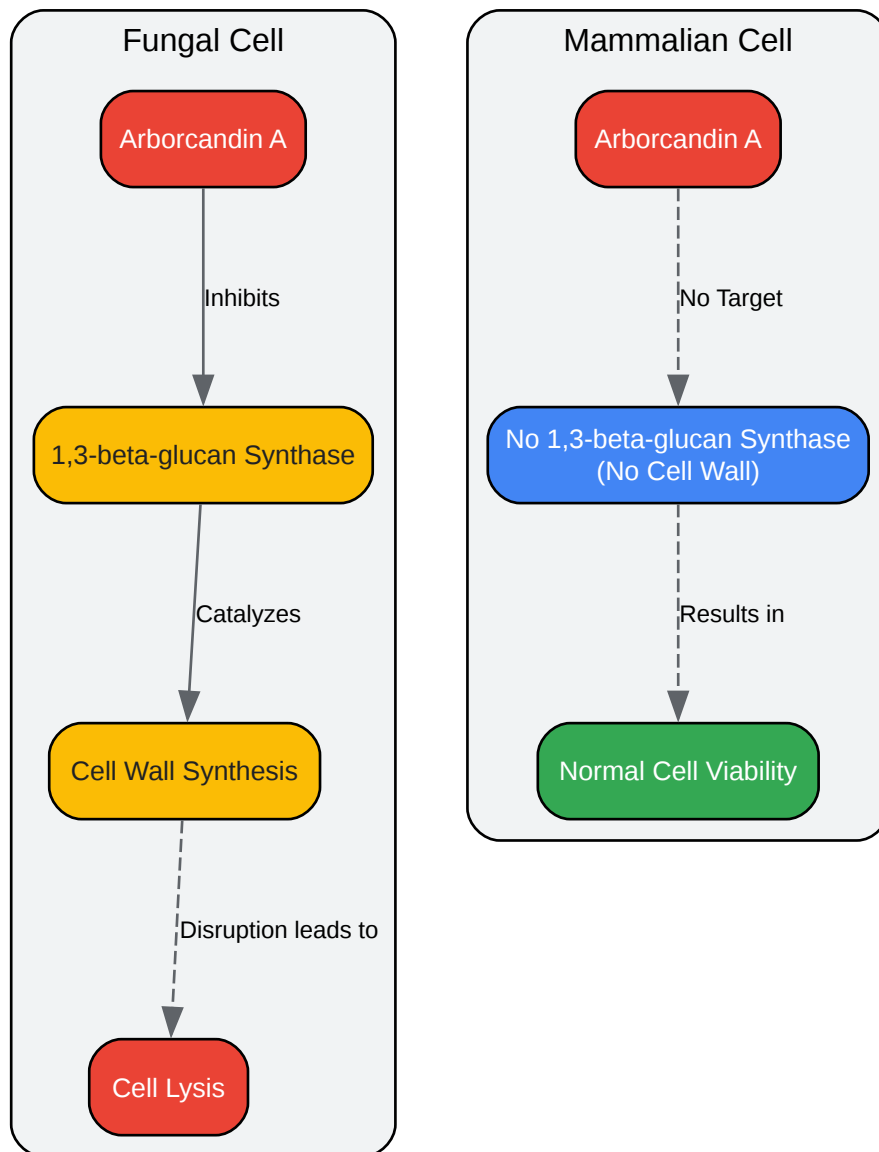 Fungal Cell
Arborcandin A
Inhibits
1,3-beta-glucan Synthase
Catalyzes
Cell Wall Synthesis
Disruption leads to
Cell Lysis
Mammalian Cell
Arborcandin A
No Target
No 1,3-beta-glucan Synthase
(No Cell Wall)
Results in
Normal Cell Viability